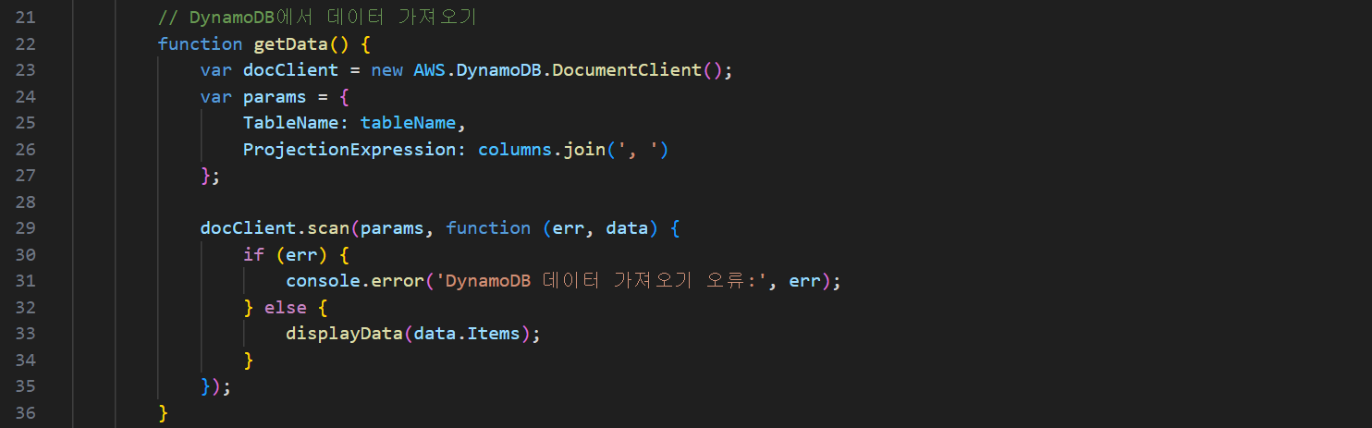 21 // DynamoDB에서 데이터 가져오기
22 function getData() {
23 var docClient = new AWS.DynamoDB.DocumentClient();
24 var params = {
25 TableName: tableName,
26 ProjectionExpression: columns.join(', ')
27 };
28
29 docClient.scan(params, function (err, data) {
30 if (err) {
31 console.error('DynamoDB 데이터 가져오기 오류:', err);
32 } else {
33 displayData(data.Items);
34 }
35 });
36 }